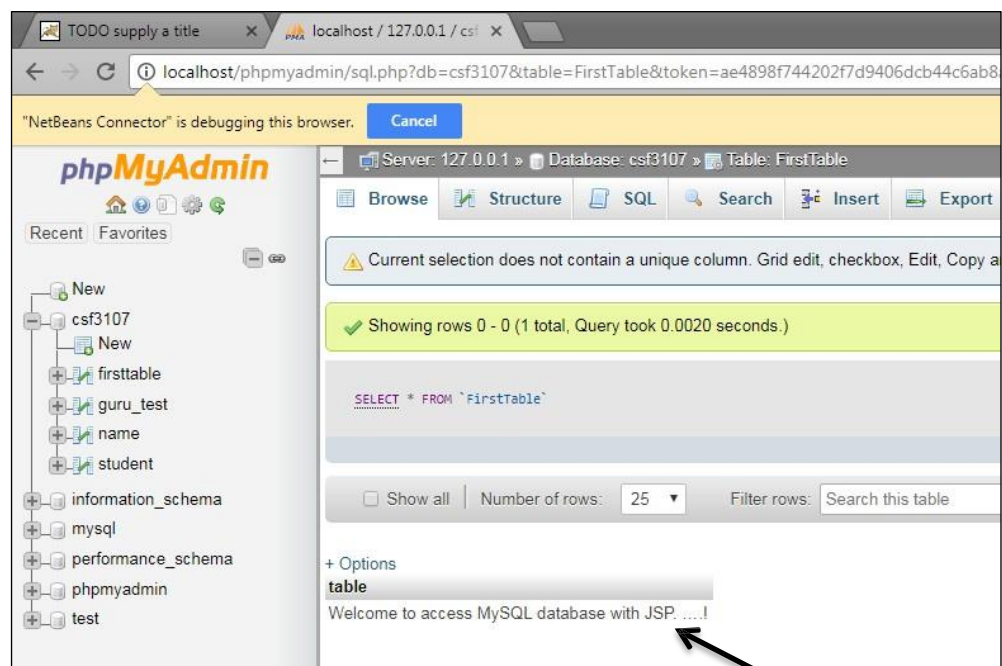 TODO supply a title
localhost / 127.0.0.1 / csf
localhost/phpmyadmin/sql.php?db=csf3107&table=FirstTable&token=ae4898f744202f7d9406dcb44c6ab8
"NetBeans Connector" is debugging this browser. Cancel
phpMyAdmin
Recent Favorites
New
csf3107
New
firsttable
guru_test
name
student
information_schema
mysql
performance_schema
phpmyadmin
test
Server: 127.0.0.1 » Database: csf3107 » Table: FirstTable
Browse Structure SQL Search Insert Export
Current selection does not contain a unique column. Grid edit, checkbox, Edit, Copy a
Showing rows 0 - 0 (1 total, Query took 0.0020 seconds.)
SELECT * FROM `FirstTable`
Show all Number of rows: 25 Filter rows: Search this table
+ Options
table
Welcome to access MySQL database with JSP. ....!